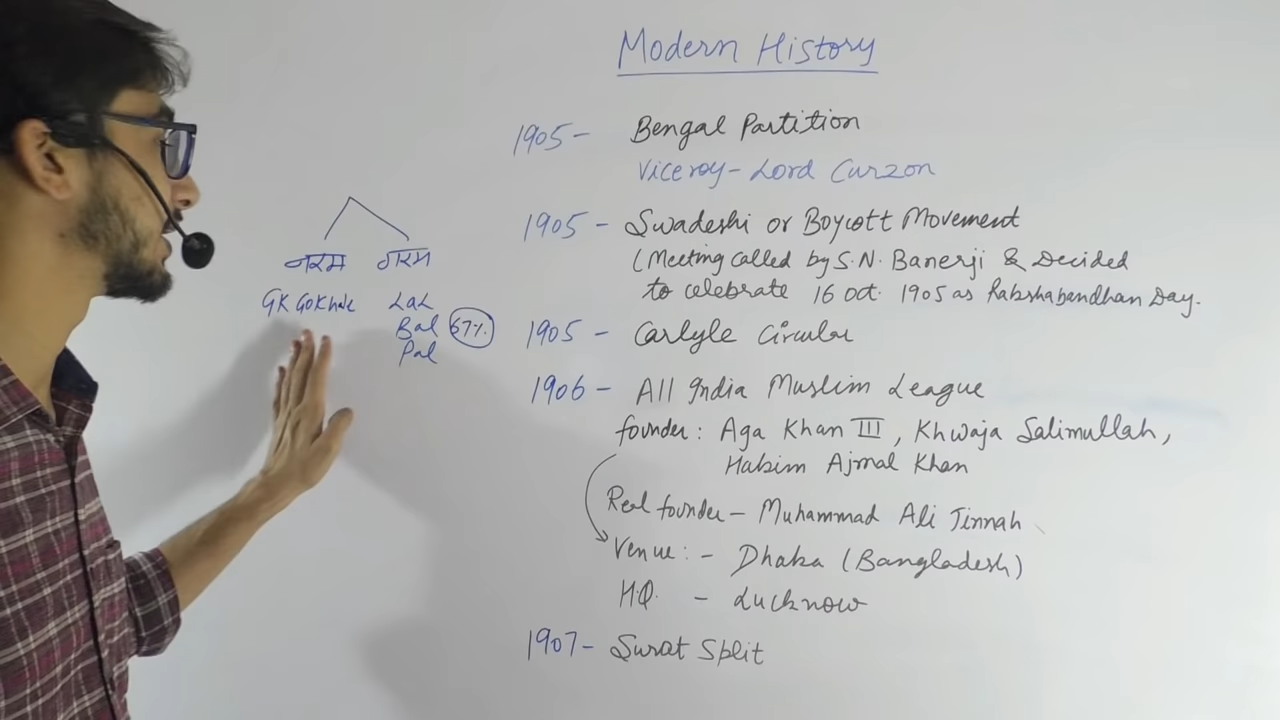 Modern History
1905- Bengal Partition
Viceroy- Lord Curzon
1905- Swadeshi or Boycott Movement
(Meeting Called by S.N. Banerji & Decided
to celebrate 16 oct. 1905 as Rakshabandhan Day.
1905 - Carlyle Circular
1906 - All India Muslim League
founder: Aga Khan III, Khwaja Salimullah,
Hakim Ajmal Khan
Real founder - Muhammad Ali Jinnah
Venue: - Dhaka (Bangladesh)
H.Q. - Lucknow
1907- Surat Split
नरम गरम
GK Gokhale Lal
Bal 67%
Pal